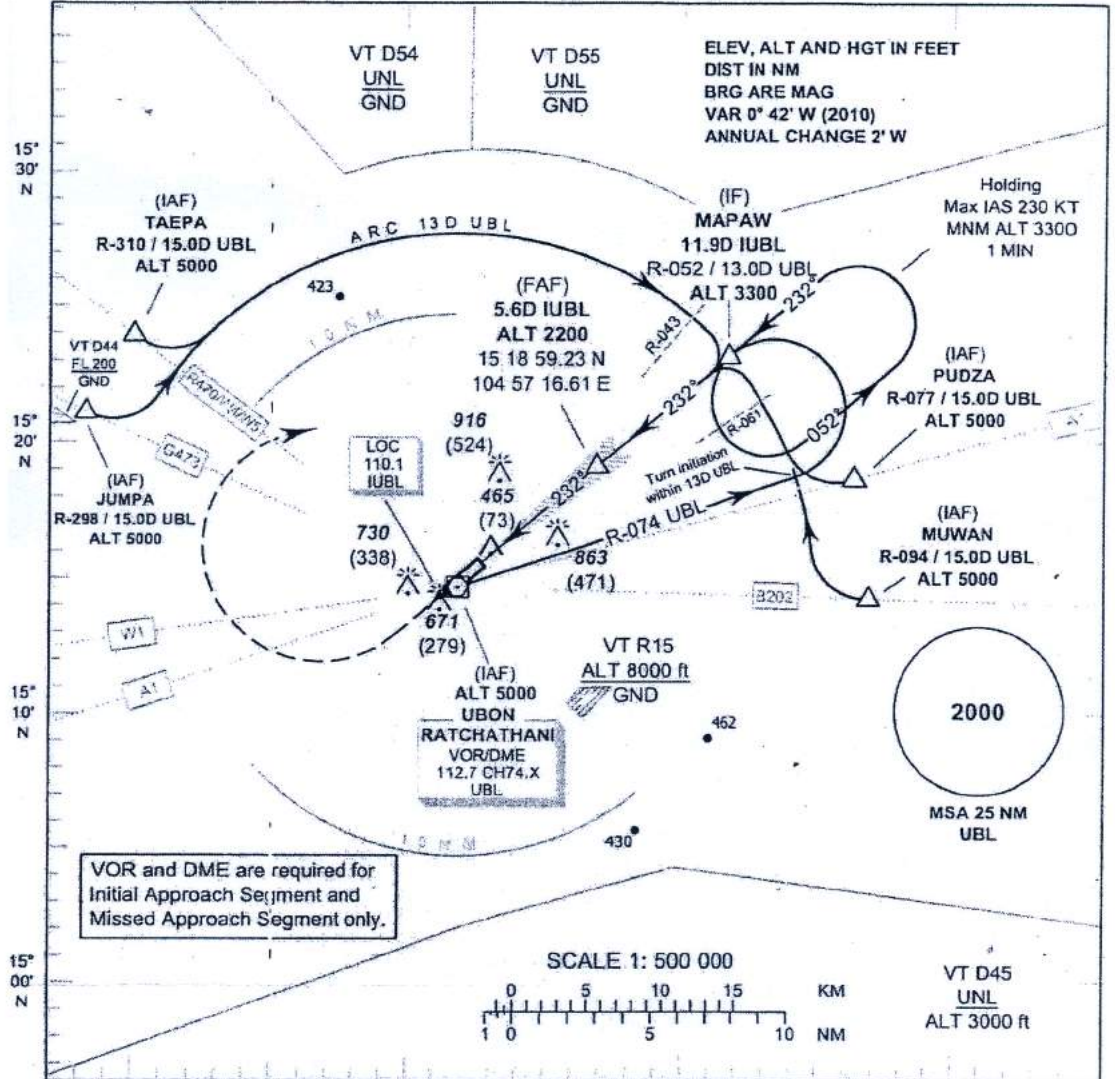 VT D54
UNL
GND
VT D55
UNL
GND
ELEV, ALT AND HGT IN FEET
DIST IN NM
BRG ARE MAG
VAR 0° 42' W (2010)
ANNUAL CHANGE 2' W
15°
30'
N
(IAF)
TAEPA
R-310 / 15.0D UBL
ALT 5000
ARC 13D UBL
(IF)
MAPAW
11.9D IUBL
R-052 / 13.0D UBL
ALT 3300
Holding
Max IAS 230 KT
MNM ALT 3300
1 MIN
423
10 NM
(FAF)
5.6D IUBL
ALT 2200
15 18 59.23 N
104 57 16.61 E
R-043
232°
232°
VT D44
FL 200
GND
(IAF)
PUDZA
R-077 / 15.0D UBL
ALT 5000
15°
20'
N
G473
916
(524)
R-061
052°
A1
LOC
110.1
IUBL
(IAF)
JUMPA
R-298 / 15.0D UBL
ALT 5000
465
(73)
232°
Turn initiation
within 13D UBL
R-074 UBL
730
(338)
863
(471)
(IAF)
MUWAN
R-094 / 15.0D UBL
ALT 5000
B202
671
(279)
W1
A1
VT R15
ALT 8000 ft
GND
(IAF)
ALT 5000
UBON
RATCHATHANI
VOR/DME
112.7 CH74.X
UBL
15°
10'
N
462
2000
MSA 25 NM
UBL
430
10 NM
VOR and DME are required for
Initial Approach Segment and
Missed Approach Segment only.
15°
00'
N
SCALE 1: 500 000
0 5 10 15 KM
1 0 5 10 NM
VT D45
UNL
ALT 3000 ft